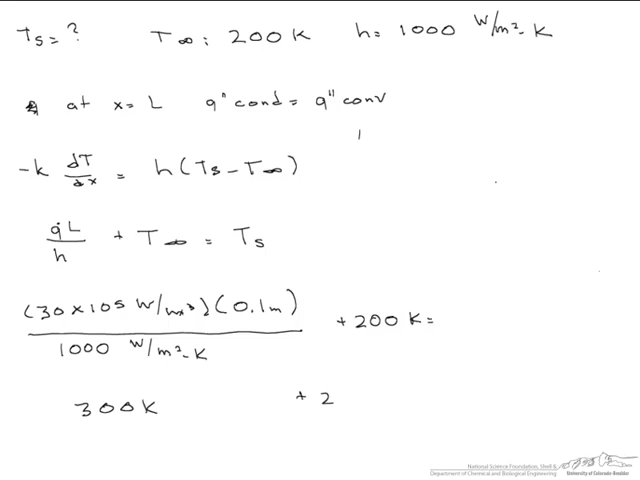 Ts = ? T∞ : 200 K h = 1000 W/m²-K
at x = L q" cond = q" conv
-k dT/dx = h (Ts - T∞)
q̇L/h + T∞ = Ts
(30 x 105 W/m³)(0.1m) / 1000 W/m²-K + 200 K =
300 K + 2
National Science Foundation, Shell &
Department of Chemical and Biological Engineering University of Colorado Boulder